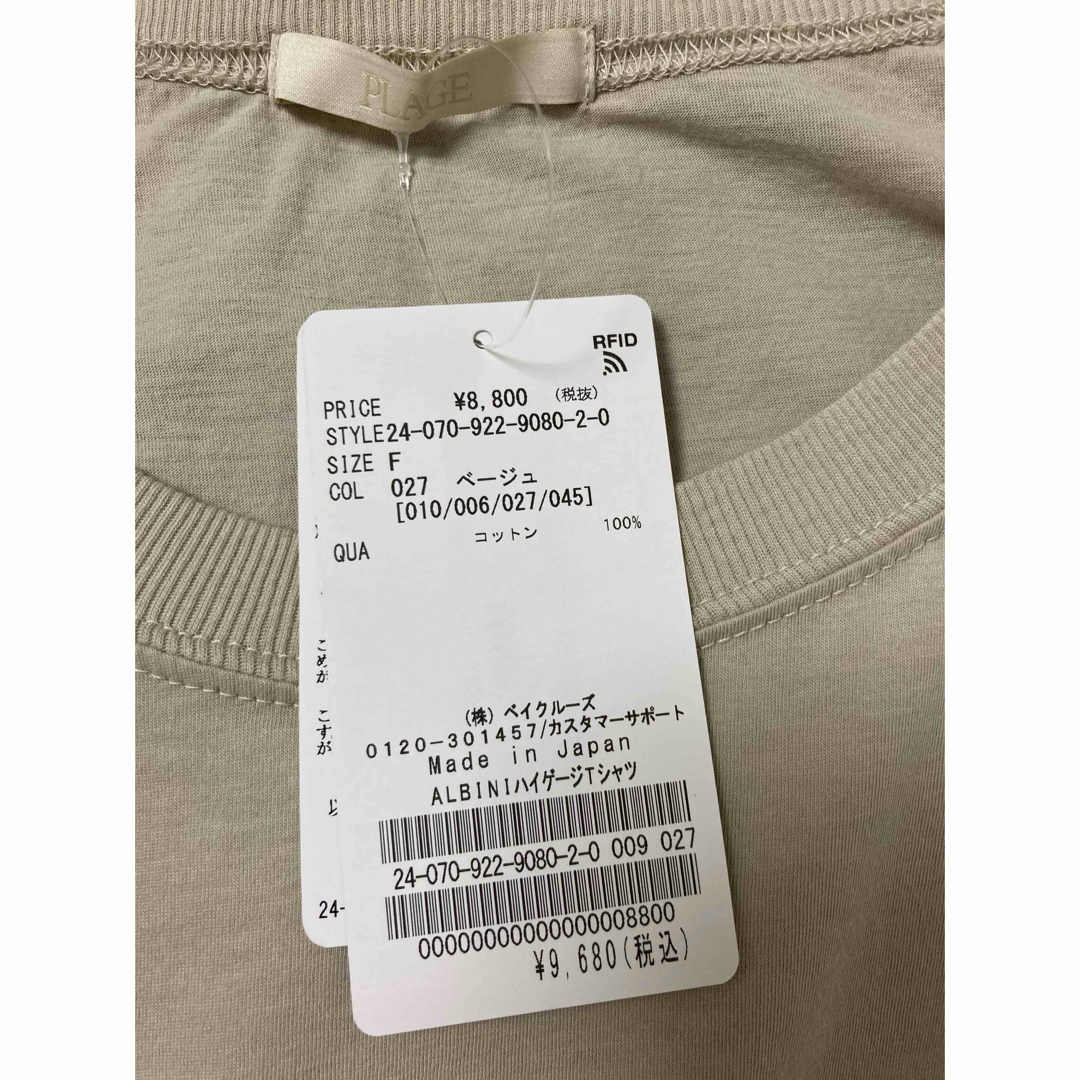 PLAGE
RFID
PRICE ¥8,800 (税抜)
STYLE 24-070-922-9080-2-0
SIZE F
COL 027 ベージュ
[010/006/027/045]
QUA コットン 100%
こめが
こすが
24-
(株) ベイクルーズ
0120-301457/カスタマーサポート
Made in Japan
ALBINIハイゲージTシャツ
24-070-922-9080-2-0 009 027
00000000000000008800
¥9,680(税込)